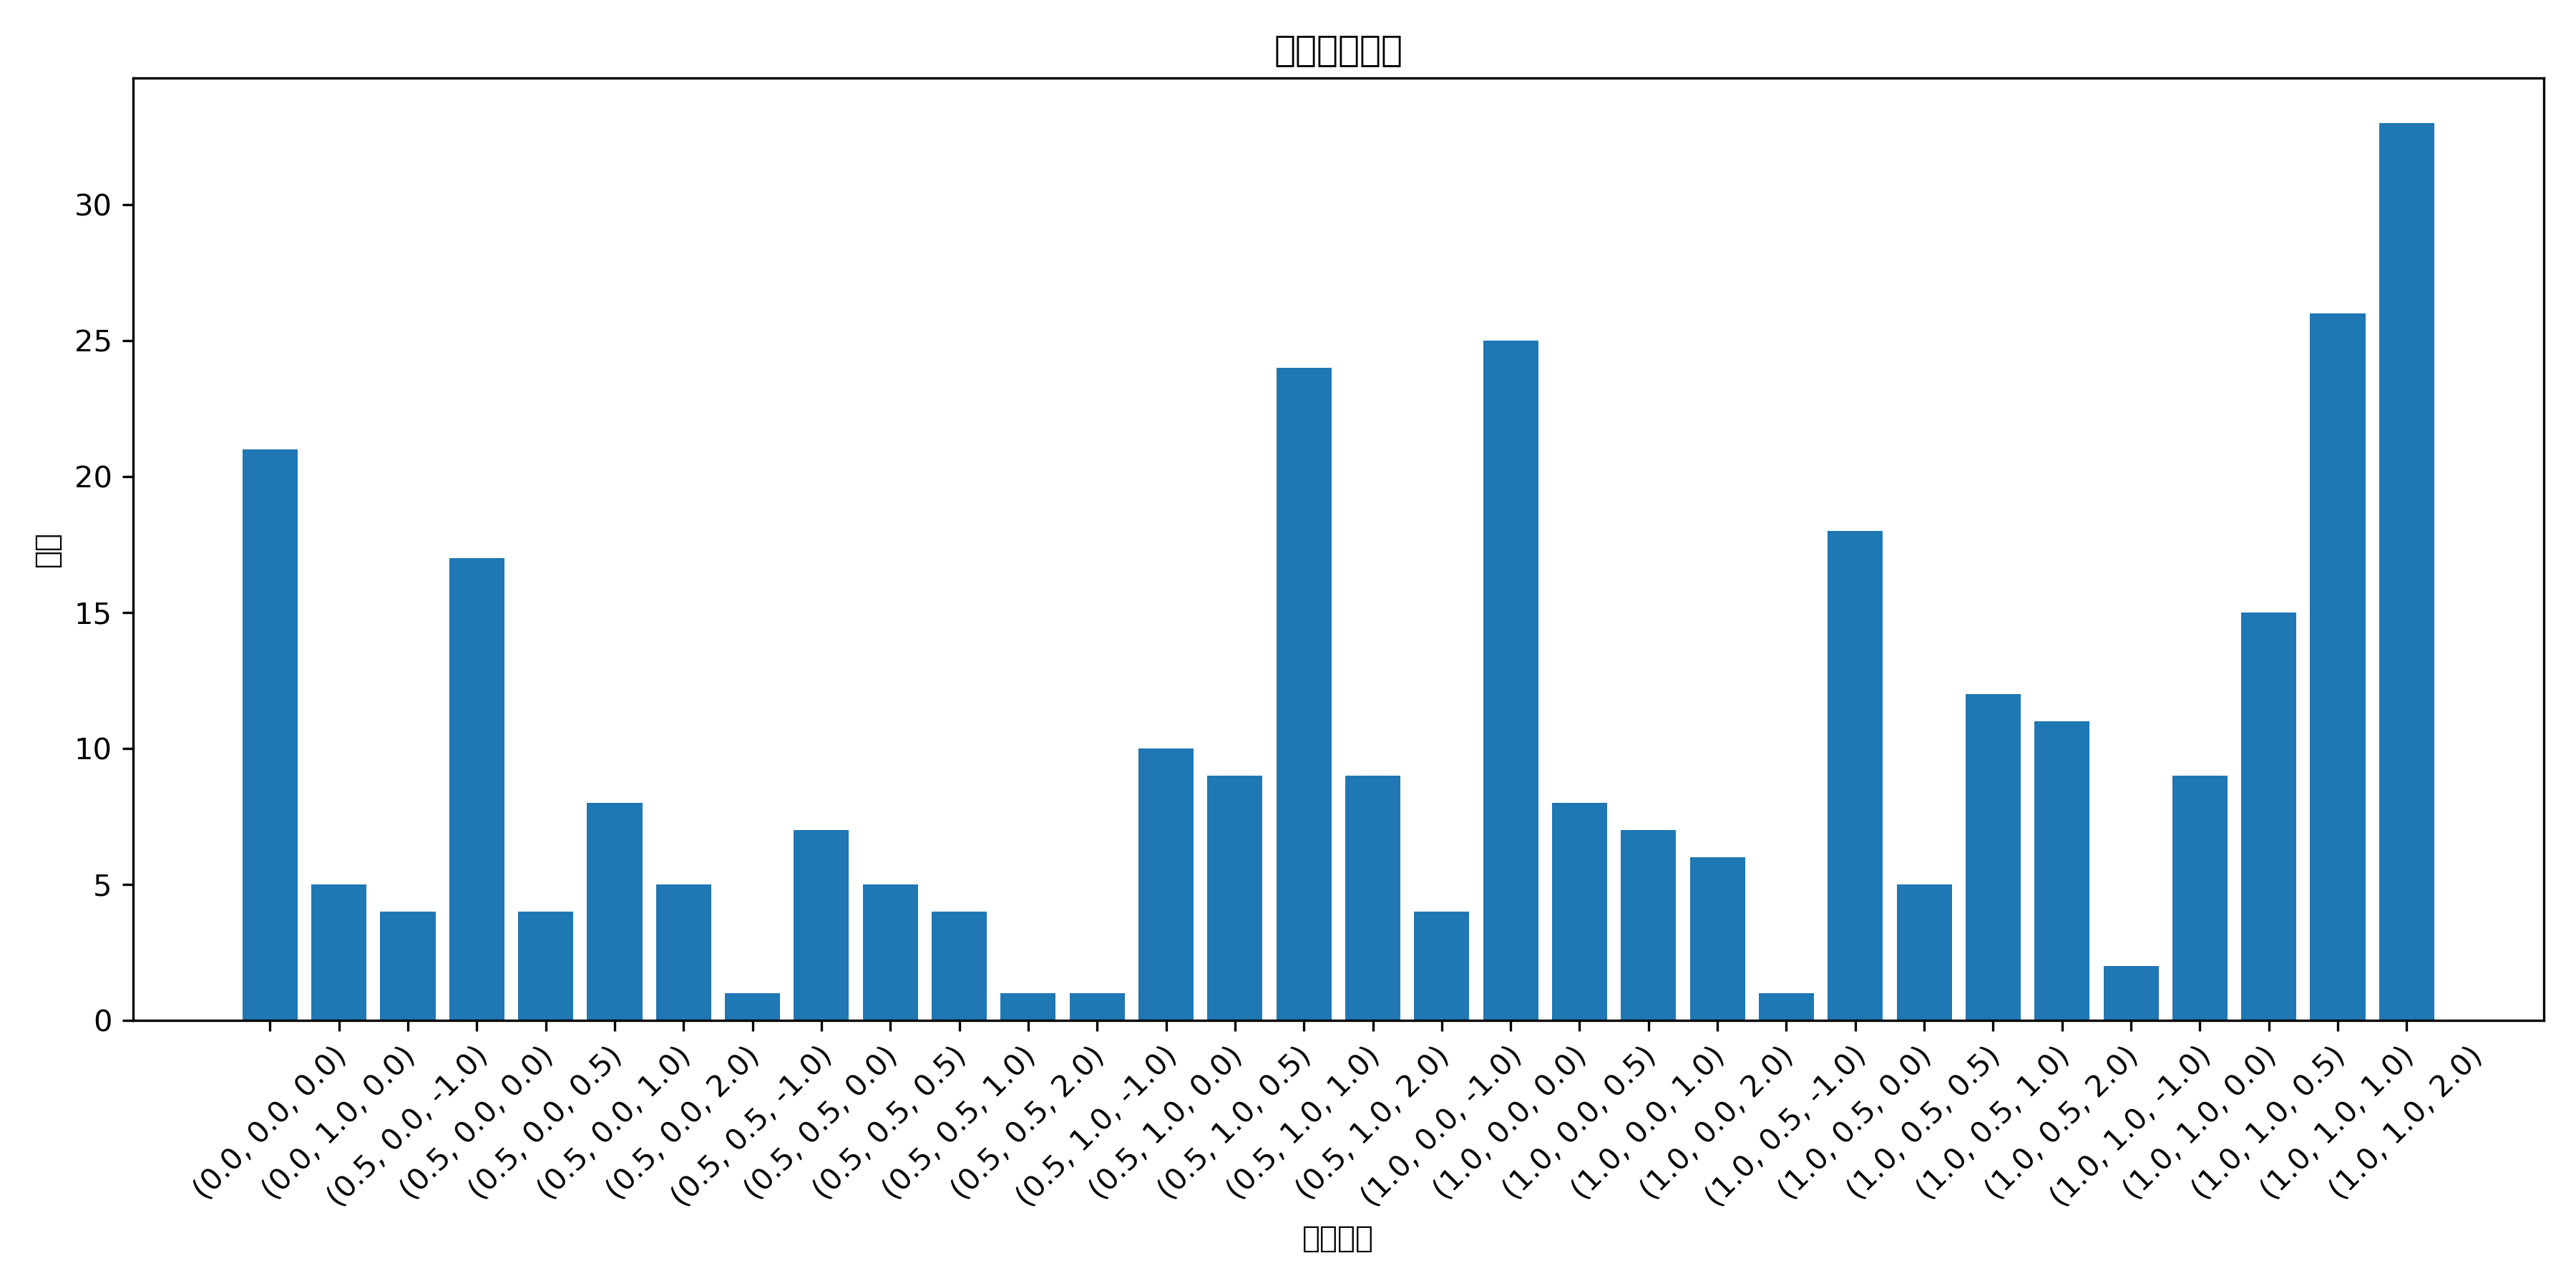 30
25
20
15
10
5
0
(0.0, 0.0, 0.0)
(0.0, 1.0, 0.0)
(0.5, 0.0, -1.0)
(0.5, 0.0, 0.0)
(0.5, 0.0, 0.5)
(0.5, 0.0, 1.0)
(0.5, 0.0, 2.0)
(0.5, 0.5, -1.0)
(0.5, 0.5, 0.0)
(0.5, 0.5, 0.5)
(0.5, 0.5, 1.0)
(0.5, 0.5, 2.0)
(0.5, 1.0, -1.0)
(0.5, 1.0, 0.0)
(0.5, 1.0, 0.5)
(0.5, 1.0, 1.0)
(0.5, 1.0, 2.0)
(1.0, 0.0, -1.0)
(1.0, 0.0, 0.0)
(1.0, 0.0, 0.5)
(1.0, 0.0, 1.0)
(1.0, 0.0, 2.0)
(1.0, 0.5, -1.0)
(1.0, 0.5, 0.0)
(1.0, 0.5, 0.5)
(1.0, 0.5, 1.0)
(1.0, 0.5, 2.0)
(1.0, 1.0, -1.0)
(1.0, 1.0, 0.0)
(1.0, 1.0, 0.5)
(1.0, 1.0, 1.0)
(1.0, 1.0, 2.0)